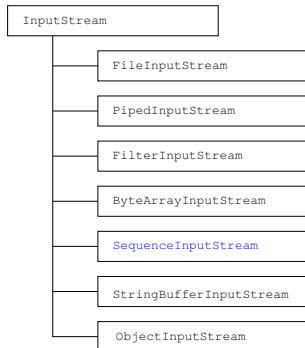 InputStream
FileInputStream
PipedInputStream
FilterInputStream
ByteArrayInputStream
SequenceInputStream
StringBufferInputStream
ObjectInputStream